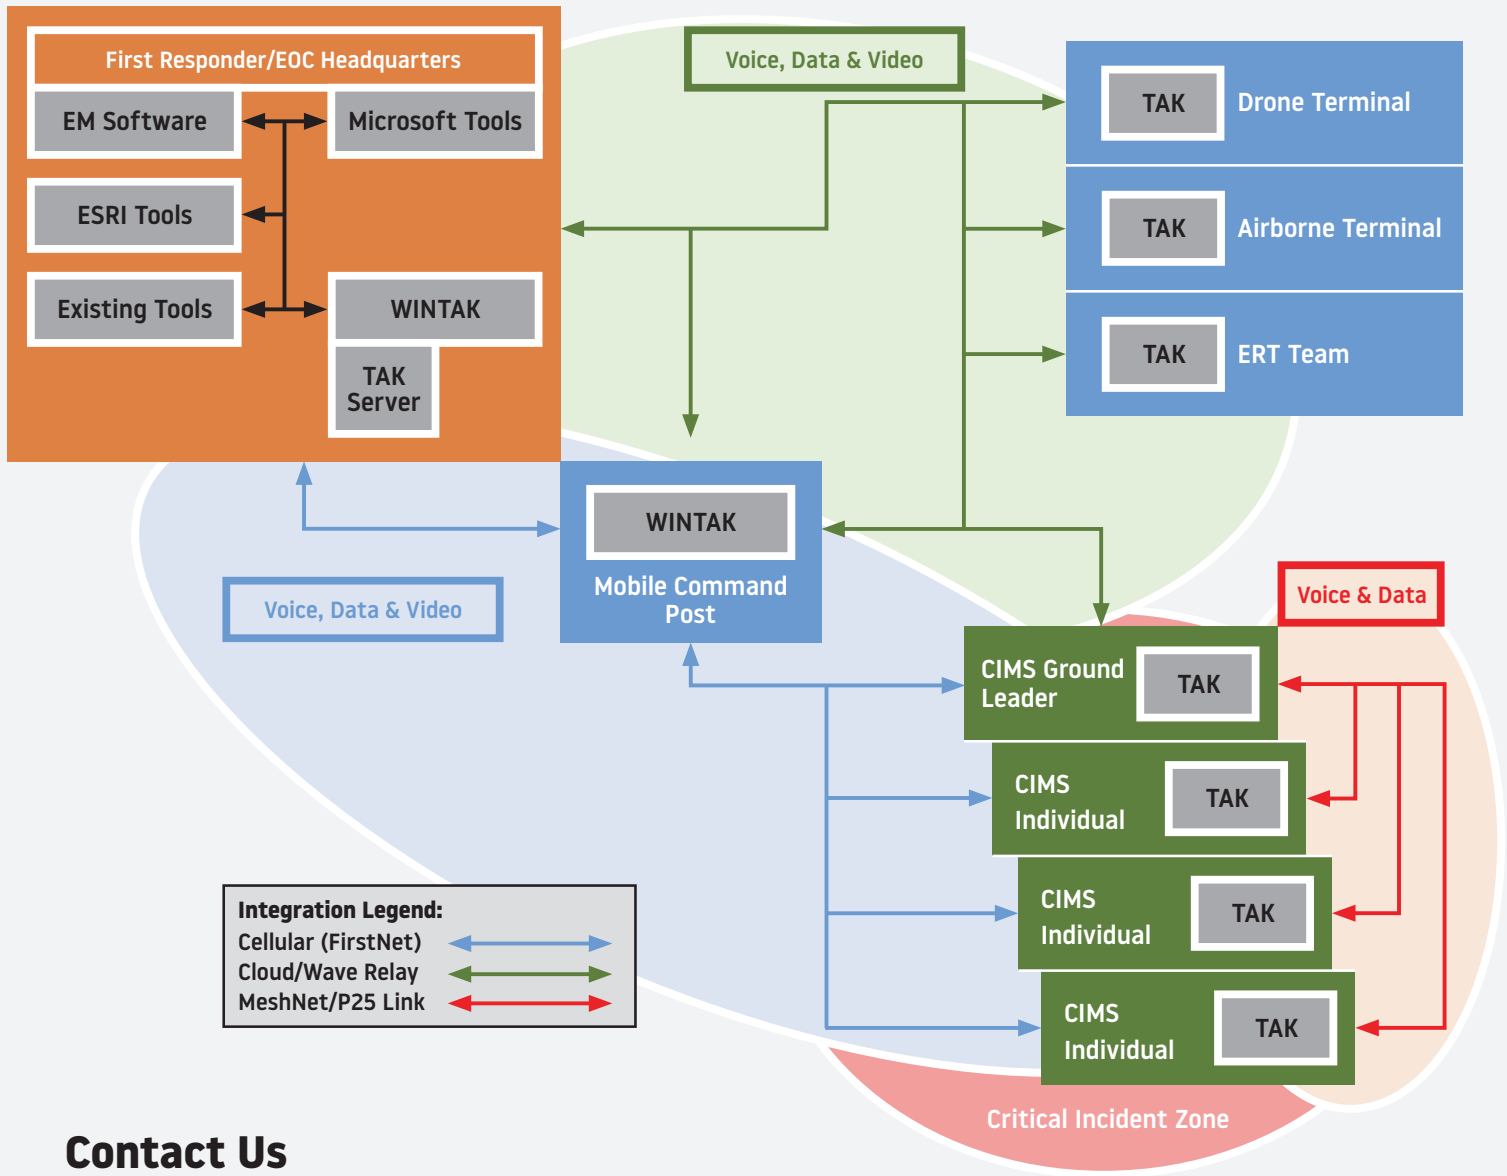 First Responder/EOC Headquarters
EM Software
Microsoft Tools
ESRI Tools
Existing Tools
WINTAK
TAK
Server
Voice, Data & Video
TAK
Drone Terminal
TAK
Airborne Terminal
TAK
ERT Team
WINTAK
Mobile Command
Post
Voice, Data & Video
Voice & Data
CIMS Ground
Leader
TAK
CIMS
Individual
TAK
CIMS
Individual
TAK
CIMS
Individual
TAK
Integration Legend:
Cellular (FirstNet)
Cloud/Wave Relay
MeshNet/P25 Link
Critical Incident Zone
Contact Us